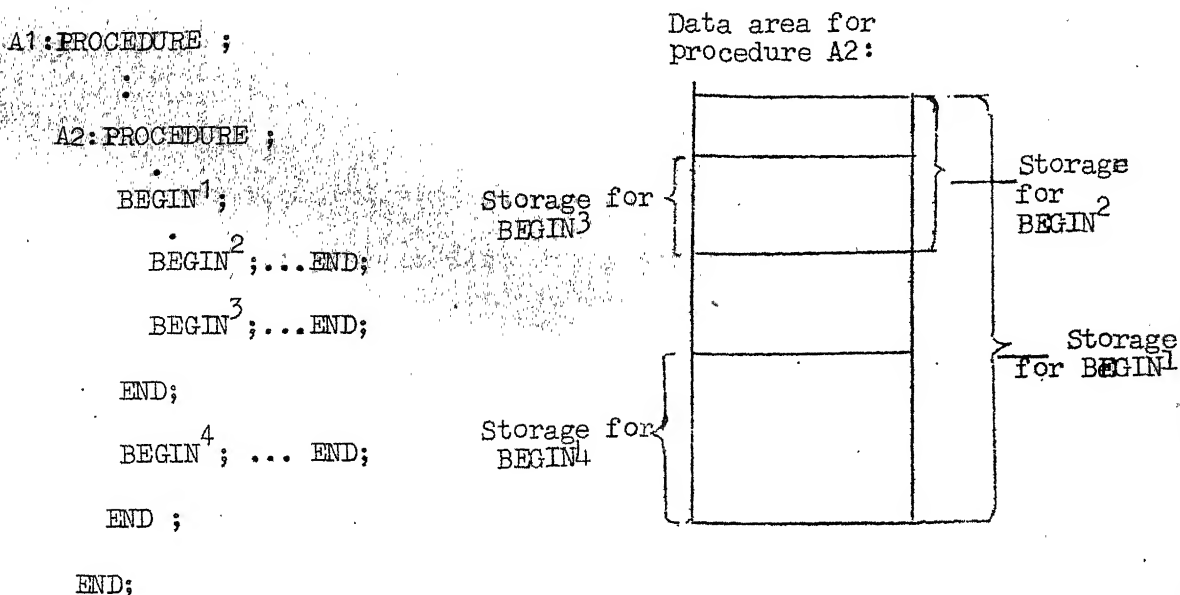 A1:PROCEDURE ;
A2:PROCEDURE ;
BEGIN1;
BEGIN2;...END;
BEGIN3;...END;
END;
BEGIN4; ... END;
END ;
END;
Data area for
procedure A2:
Storage for
BEGIN3
Storage
for
BEGIN2
Storage
for BEGIN1
Storage for
BEGIN4